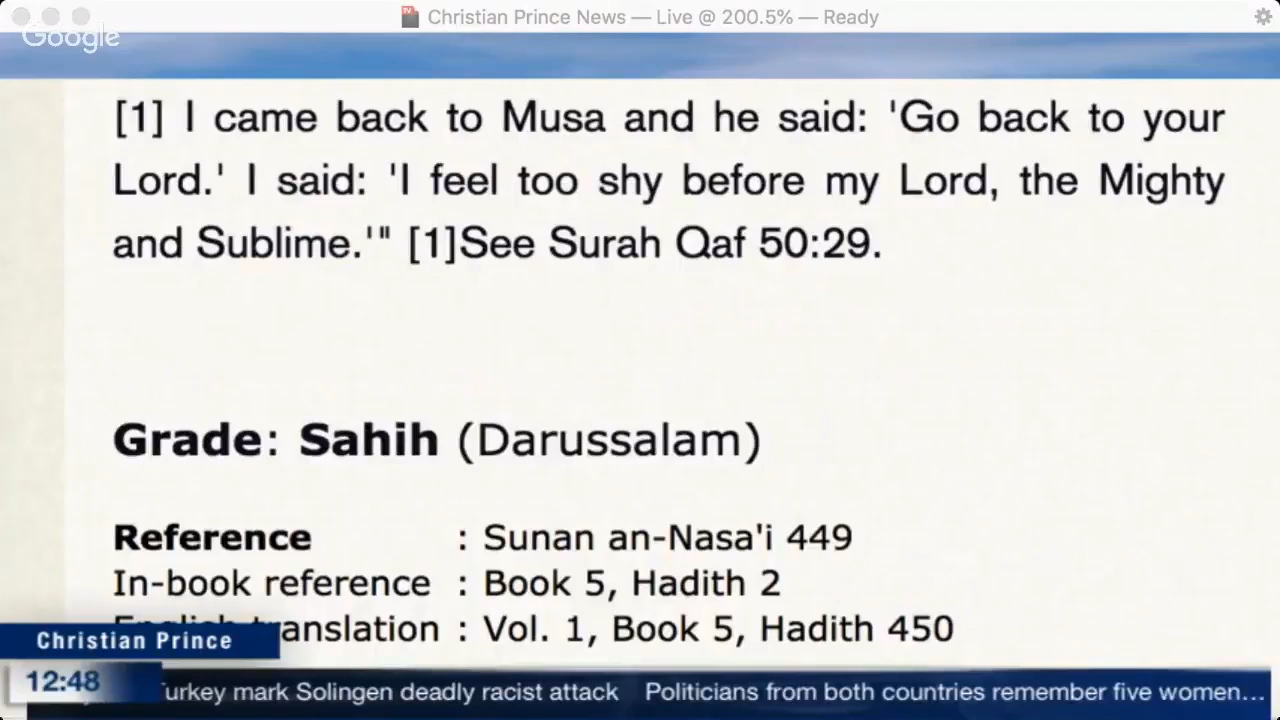 Christian Prince News — Live @ 200.5% — Ready
Google
[1] I came back to Musa and he said: 'Go back to your
Lord.' I said: 'I feel too shy before my Lord, the Mighty
and Sublime.'" [1]See Surah Qaf 50:29.
Grade: Sahih (Darussalam)
Reference : Sunan an-Nasa'i 449
In-book reference : Book 5, Hadith 2
English translation : Vol. 1, Book 5, Hadith 450
Christian Prince
12:48
Turkey mark Solingen deadly racist attack Politicians from both countries remember five women...